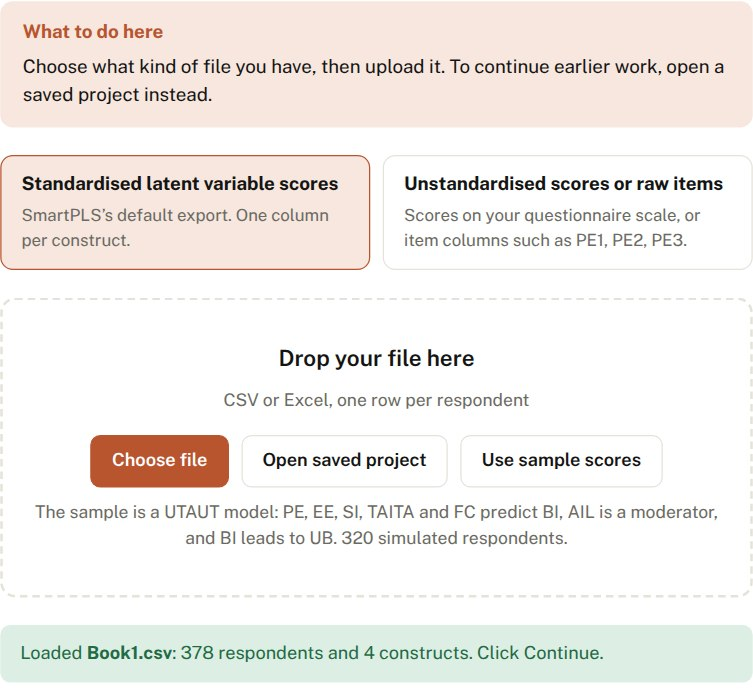 What to do here
Choose what kind of file you have, then upload it. To continue earlier work, open a
saved project instead.
Standardised latent variable scores
SmartPLS’s default export. One column
per construct.
Unstandardised scores or raw items
Scores on your questionnaire scale, or
item columns such as PE1, PE2, PE3.
Drop your file here
CSV or Excel, one row per respondent
Choose file
Open saved project
Use sample scores
The sample is a UTAUT model: PE, EE, SI, TAITA and FC predict BI, AIL is a moderator,
and BI leads to UB. 320 simulated respondents.
Loaded Book1.csv: 378 respondents and 4 constructs. Click Continue.